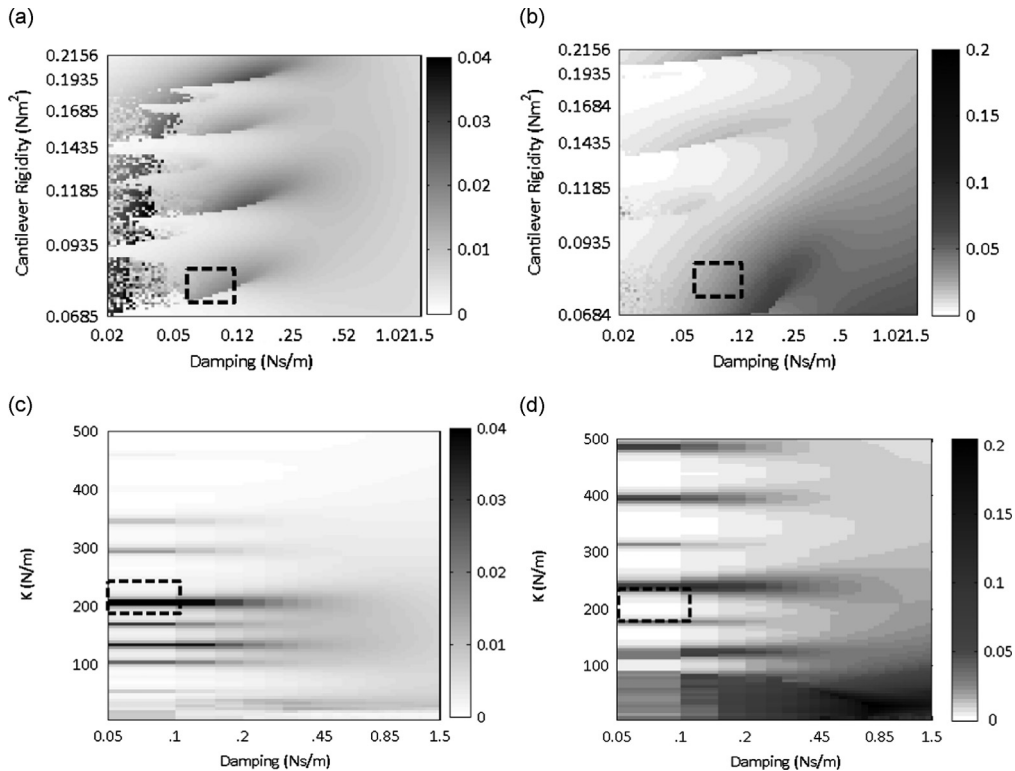 (a)
Cantilever Rigidity (Nm²)
0.2156
0.1935
0.1685
0.1435
0.1185
0.0935
0.0685
0.02 0.05 0.12 .25 .52 1.021.5
Damping (Ns/m)
0.04
0.03
0.02
0.01
0
(b)
Cantilever Rigidity (Nm²)
0.2156
0.1935
0.1684
0.1435
0.1185
0.0935
0.0684
0.02 .05 .12 .25 .5 1.021.5
Damping (Ns/m)
0.2
0.15
0.1
0.05
0
(c)
K (N/m)
500
400
300
200
100
0.05 .1 .2 .45 0.85 1.5
Damping (Ns/m)
0.04
0.03
0.02
0.01
0
(d)
K (N/m)
500
400
300
200
100
0.05 .1 .2 .45 0.85 1.5
Damping (Ns/m)
0.2
0.15
0.1
0.05
0